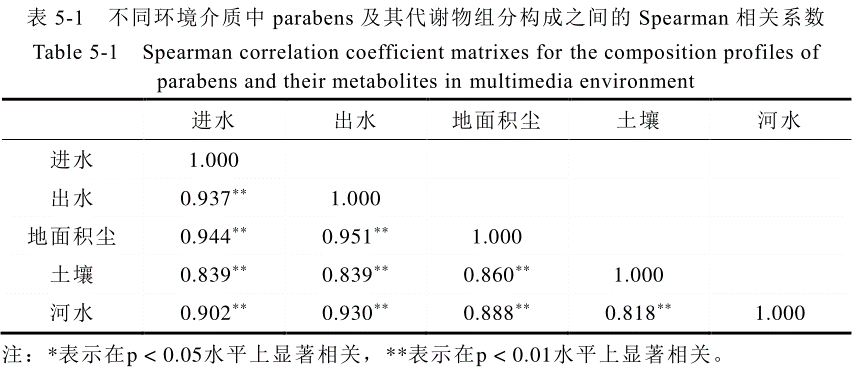 表 5-1 不同环境介质中 parabens 及其代谢物组分构成之间的 Spearman 相关系数
Table 5-1 Spearman correlation coefficient matrixes for the composition profiles of
parabens and their metabolites in multimedia environment
进水 出水 地面积尘 土壤 河水
进水 1.000
出水 0.937** 1.000
地面积尘 0.944** 0.951** 1.000
土壤 0.839** 0.839** 0.860** 1.000
河水 0.902** 0.930** 0.888** 0.818** 1.000
注：*表示在p < 0.05水平上显著相关，**表示在p < 0.01水平上显著相关。